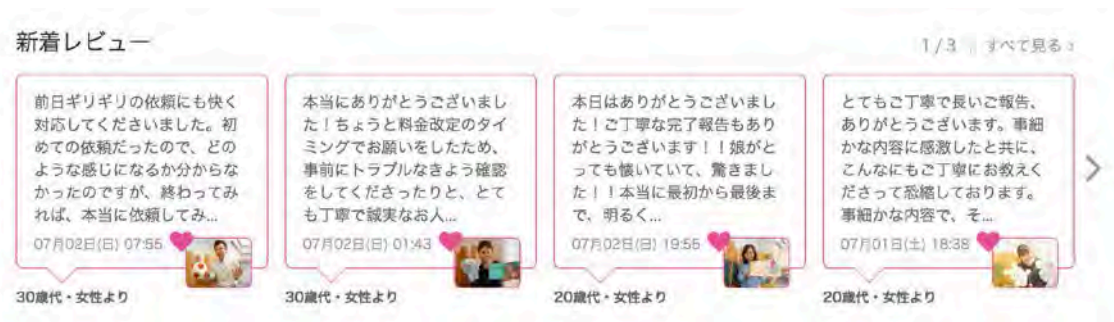 新着レビュー
1/3
すべて見る ›
前日ギリギリの依頼にも快く
対応してくださいました。初
めての依頼だったので、どの
ような感じになるか分からな
かったのですが、終わってみ
れば、本当に依頼してみ...
07月02日(日) 07:55
30歳代・女性より
本当にありがとうございまし
た！ちょうど料金改定のタイ
ミングでお願いをしたため、
事前にトラブルなきよう確認
をしてくださったりと、とて
も丁寧で誠実なお人...
07月02日(日) 01:43
30歳代・女性より
本日はありがとうございまし
た！ご丁寧な完了報告もあり
がとうございます！！娘がと
っても懐いていて、驚きまし
た！！本当に最初から最後ま
で、明るく...
07月02日(日) 19:55
20歳代・女性より
とてもご丁寧で長いご報告、
ありがとうございます。事細
かな内容に感激したと共に、
こんなにもご丁寧にお教えく
ださって恐縮しております。
事細かな内容で、そ...
07月01日(土) 18:38
20歳代・女性より